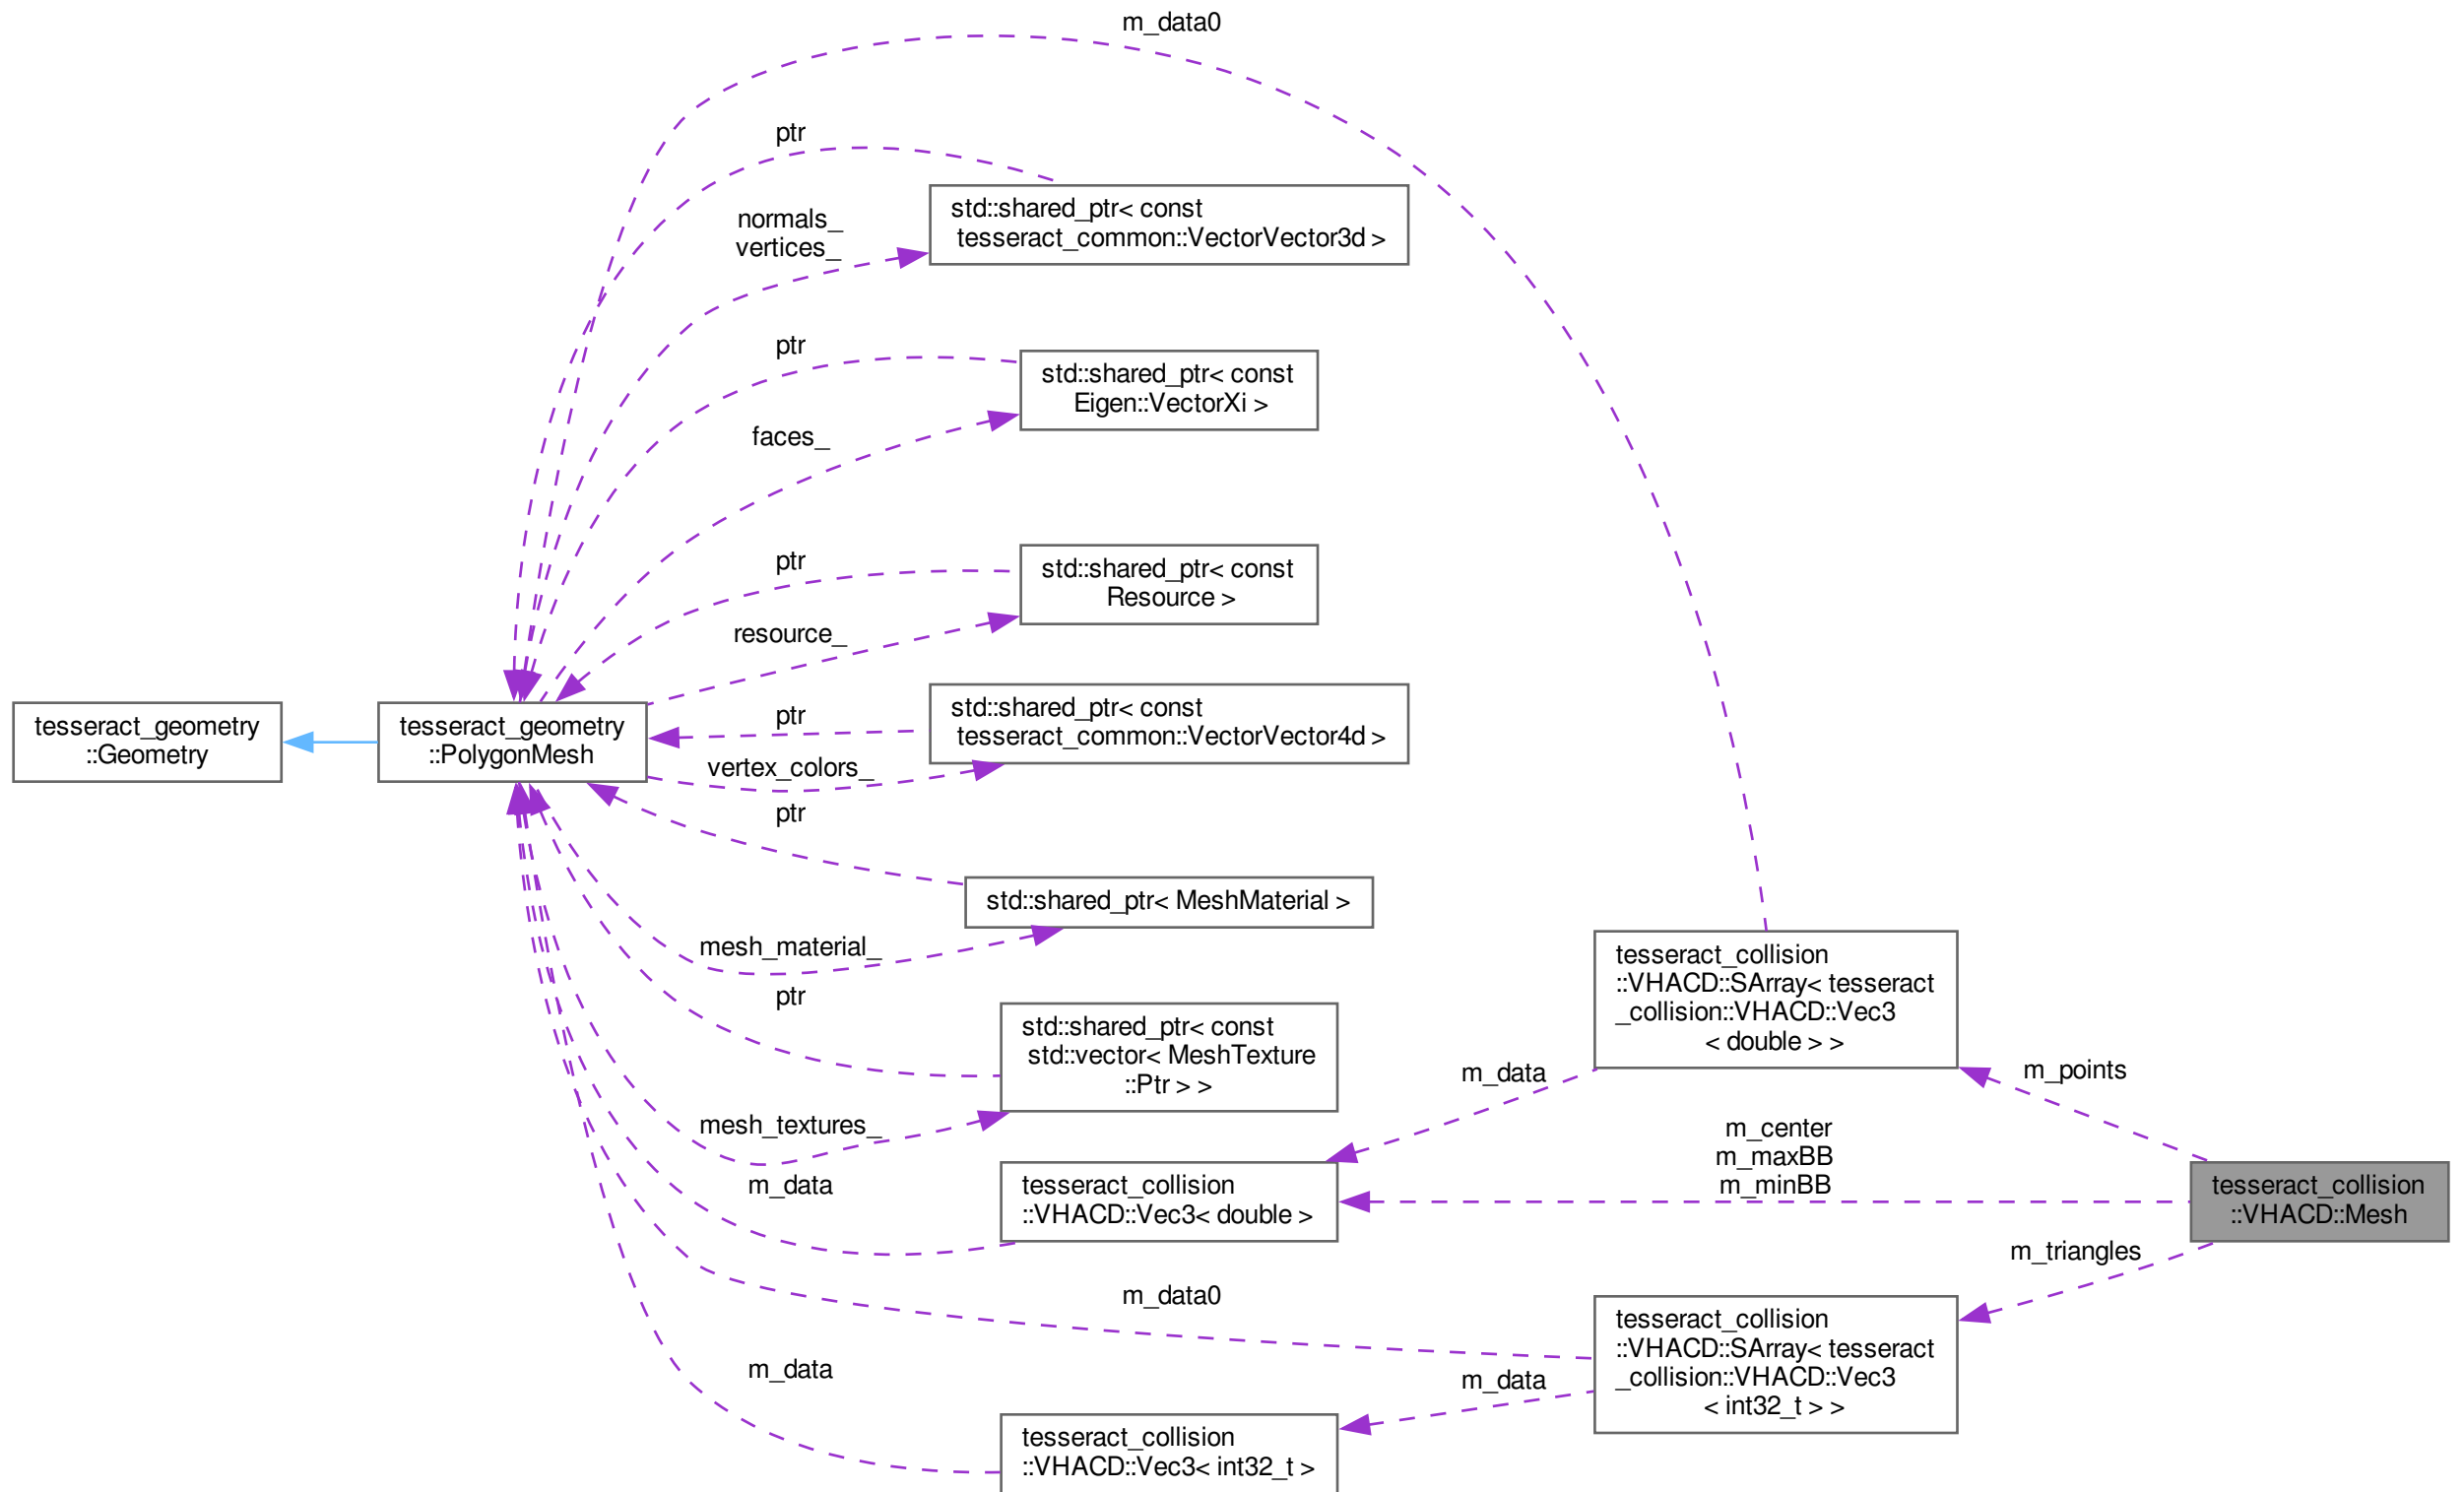 m_data0
ptr
std::shared_ptr< const
tesseract_common::VectorVector3d >
normals_
vertices_
ptr
std::shared_ptr< const
Eigen::VectorXi >
faces_
ptr
std::shared_ptr< const
Resource >
resource_
tesseract_geometry
::Geometry
tesseract_geometry
::PolygonMesh
ptr
std::shared_ptr< const
tesseract_common::VectorVector4d >
vertex_colors_
ptr
std::shared_ptr< MeshMaterial >
mesh_material_
ptr
std::shared_ptr< const
std::vector< MeshTexture
::Ptr > >
mesh_textures_
tesseract_collision
::VHACD::SArray< tesseract
_collision::VHACD::Vec3
< double > >
m_data
m_points
m_center
m_maxBB
m_minBB
m_data
tesseract_collision
::VHACD::Vec3< double >
tesseract_collision
::VHACD::Mesh
m_triangles
m_data0
tesseract_collision
::VHACD::SArray< tesseract
_collision::VHACD::Vec3
< int32_t > >
m_data
m_data
tesseract_collision
::VHACD::Vec3< int32_t >